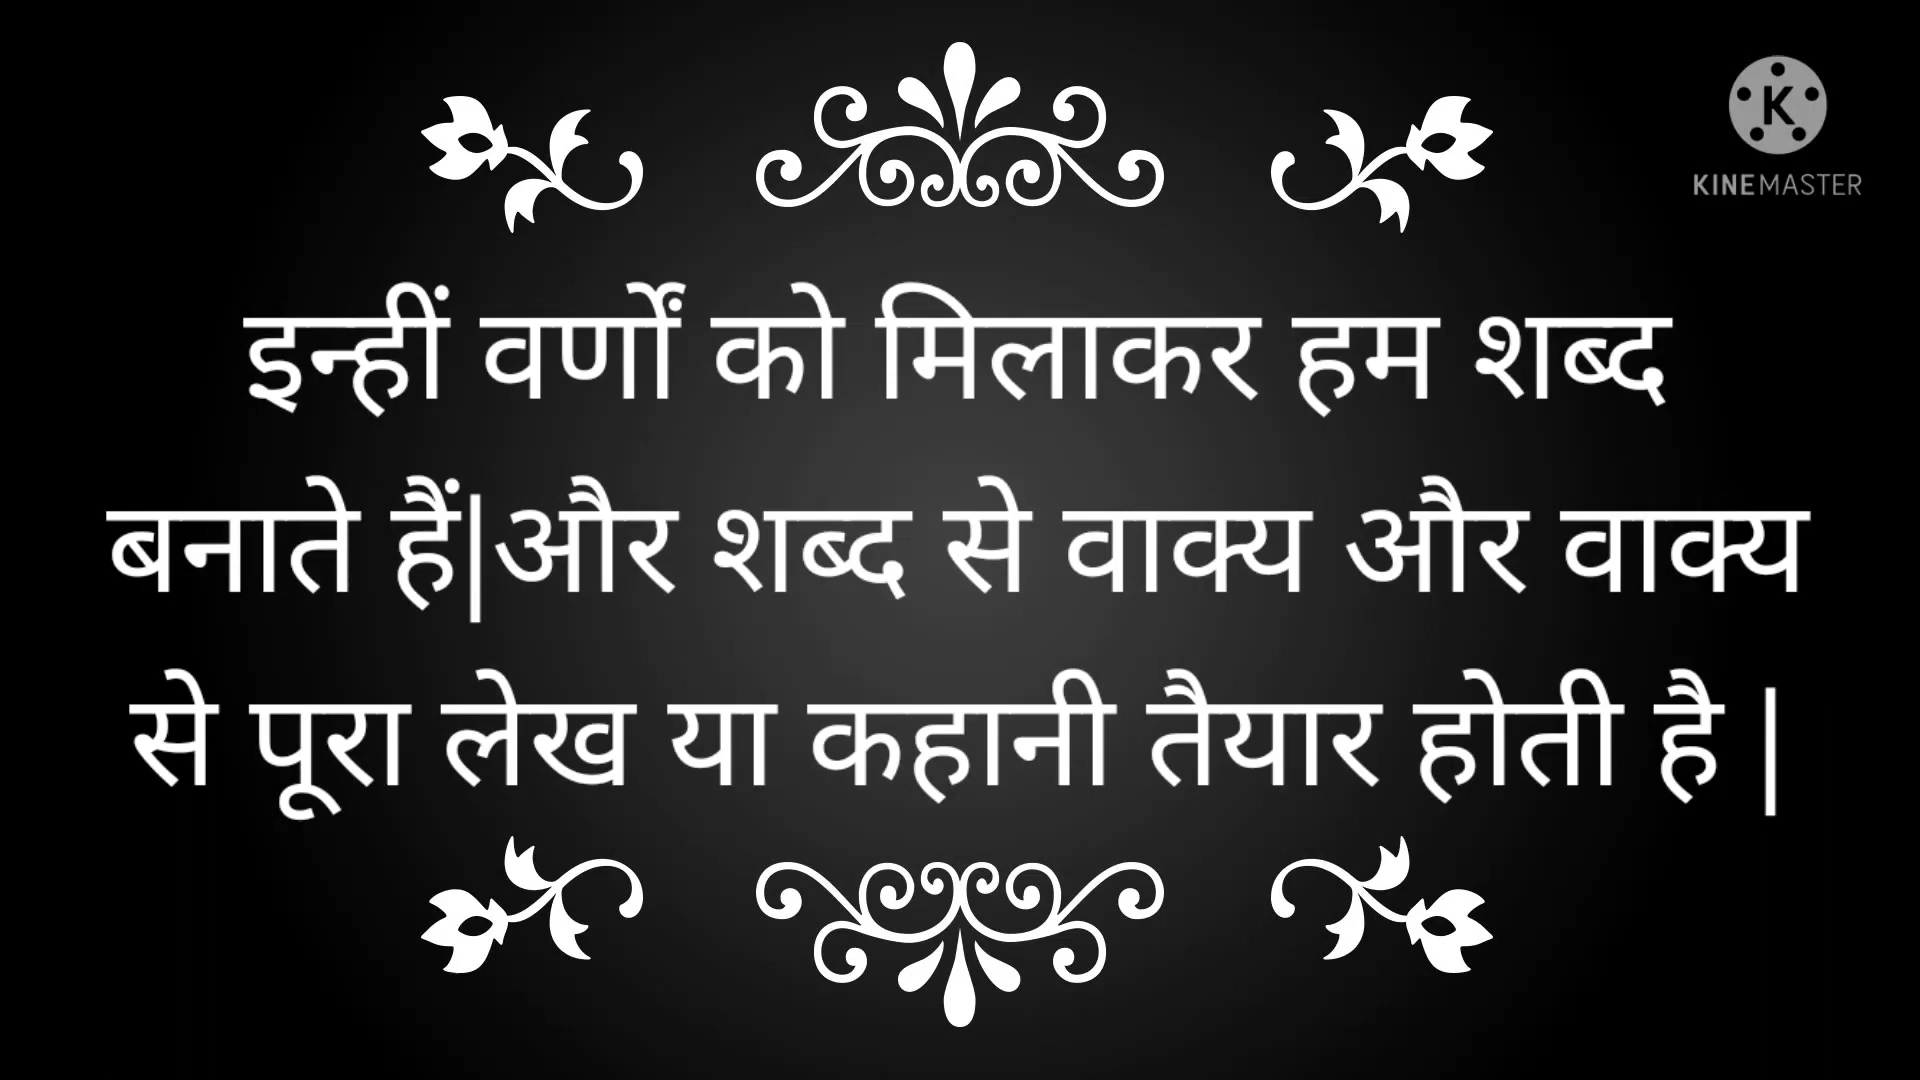 K
KINEMASTER
इन्हीं वर्णों को मिलाकर हम शब्द
बनाते हैं|और शब्द से वाक्य और वाक्य
से पूरा लेख या कहानी तैयार होती है |